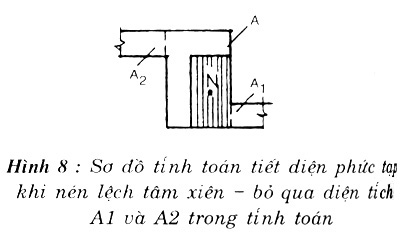 A
A2
N
A1
Hình 8 : Sơ đồ tính toán tiết diện phức tạp
khi nén lệch tâm xiên – bỏ qua diện tích
A1 và A2 trong tính toán